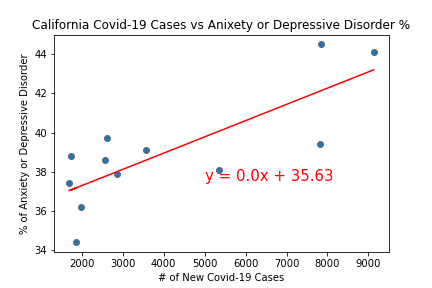 California Covid-19 Cases vs Anixety or Depressive Disorder %
% of Anxiety or Depressive Disorder
44
42
40
38
36
34
y = 0.0x + 35.63
2000 3000 4000 5000 6000 7000 8000 9000
# of New Covid-19 Cases